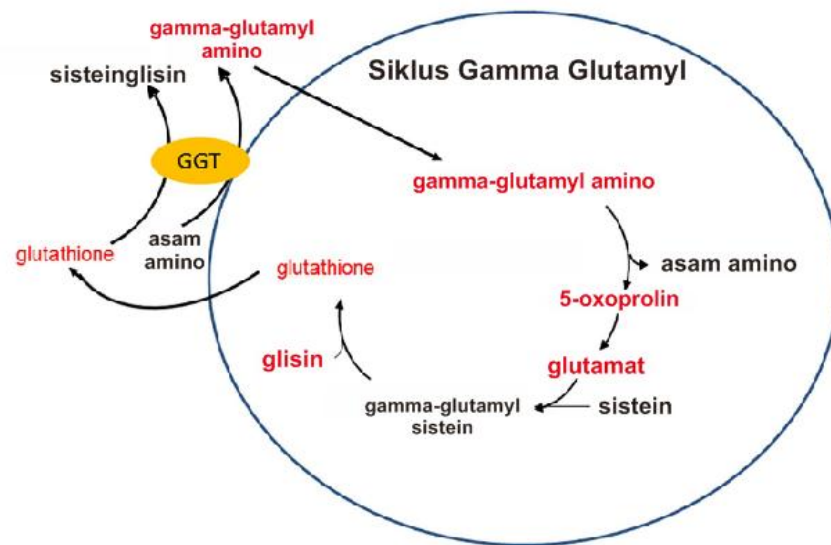 gamma-glutamyl
amino
sisteinglisin
Siklus Gamma Glutamyl
GGT
gamma-glutamyl amino
asam
amino
glutathione
glutathione
asam amino
5-oxoprolin
glisin
glutamat
gamma-glutamyl
sistein
sistein